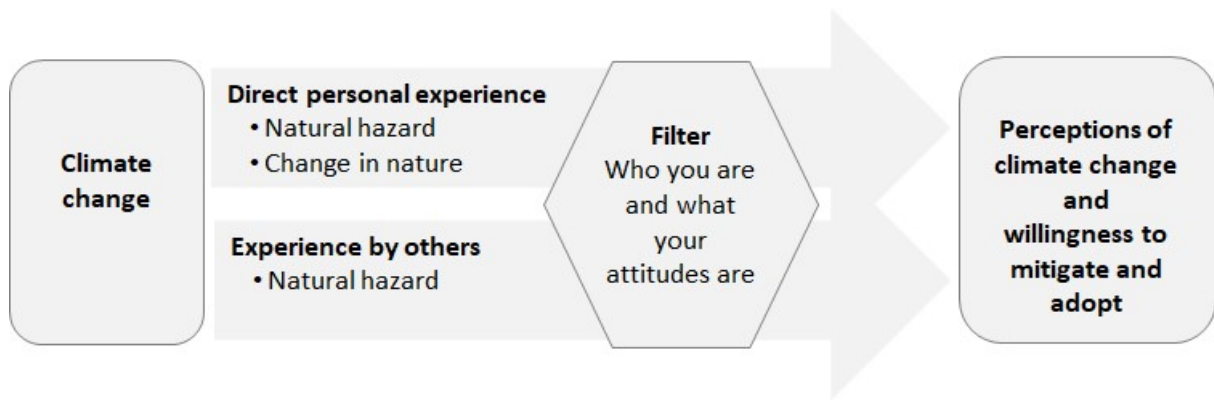 Climate
change
Direct personal experience
• Natural hazard
• Change in nature
Experience by others
• Natural hazard
Filter
Who you are
and what
your
attitudes are
Perceptions of
climate change
and
willingness to
mitigate and
adopt